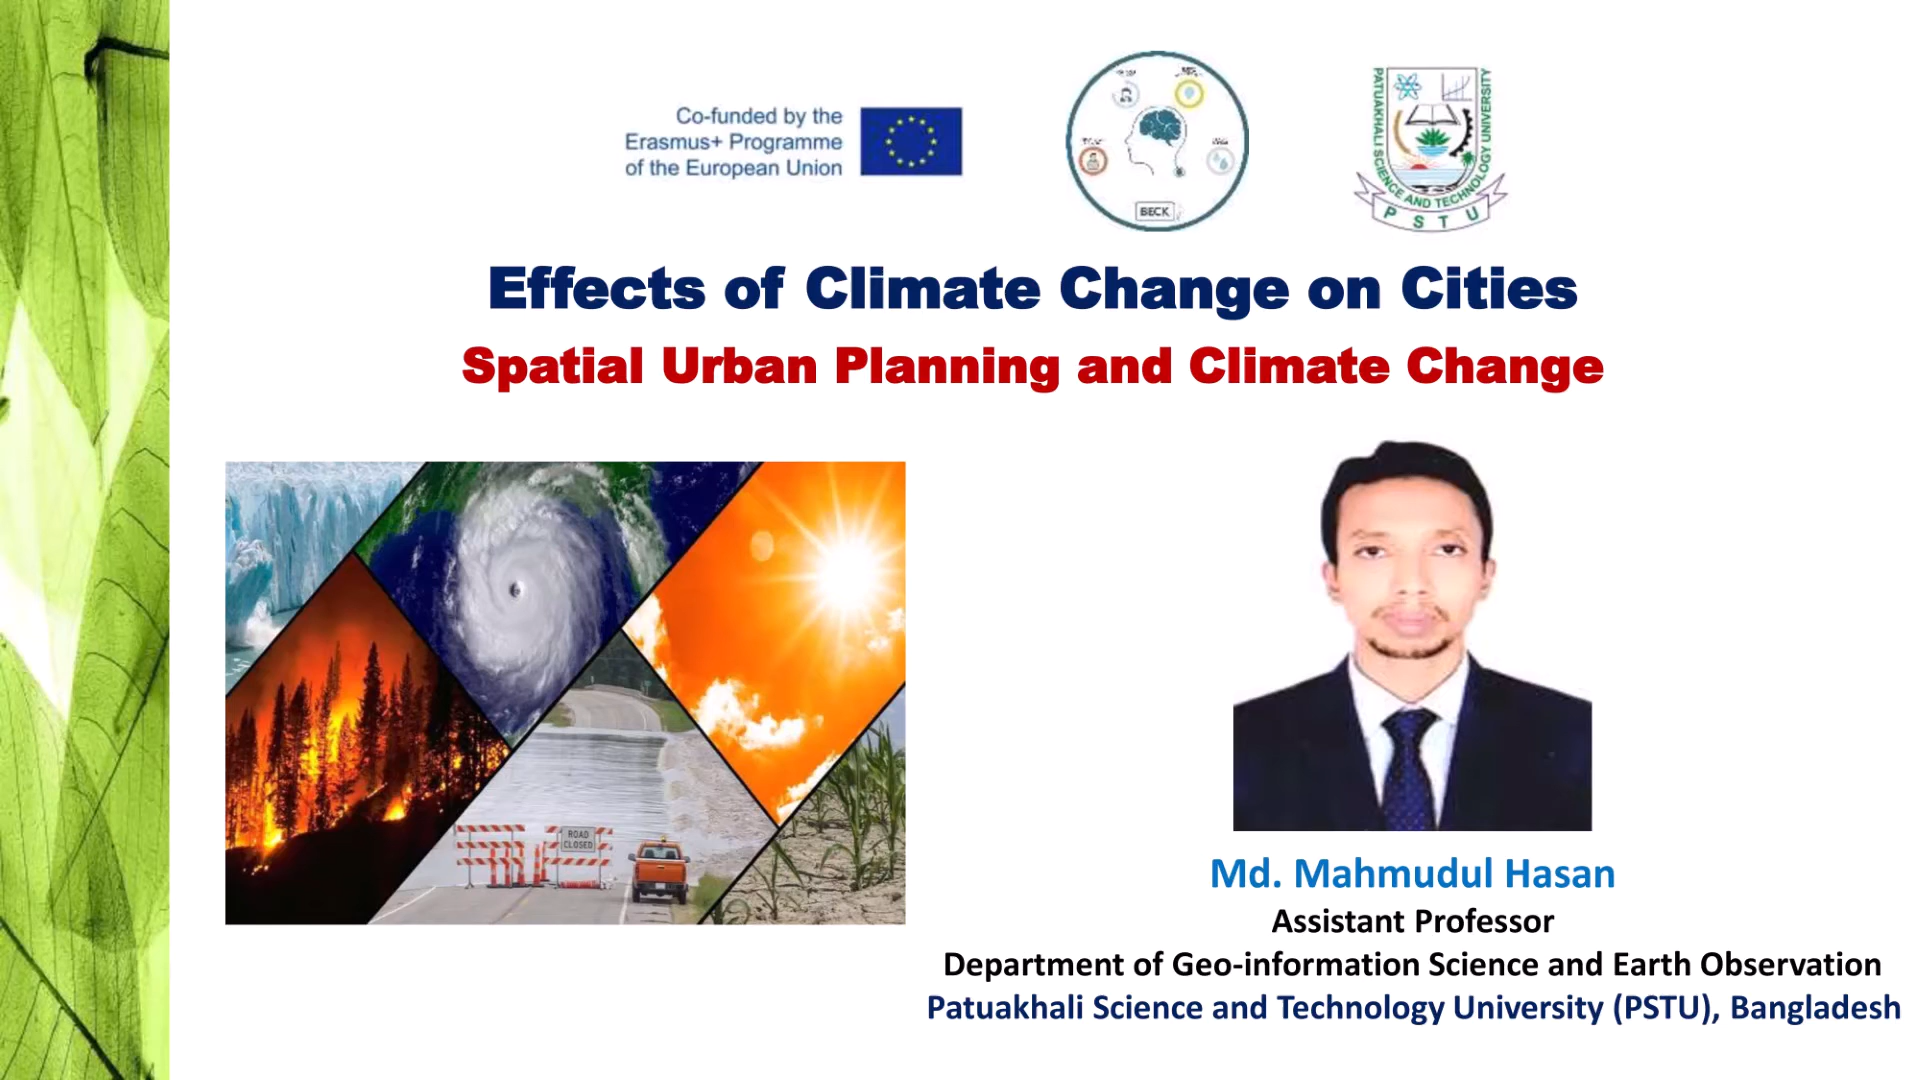 Co-funded by the
Erasmus+ Programme
of the European Union
BECK
PATUAKHALI SCIENCE AND TECHNOLOGY UNIVERSITY
P S T U
Effects of Climate Change on Cities
Spatial Urban Planning and Climate Change
ROAD
CLOSED
Md. Mahmudul Hasan
Assistant Professor
Department of Geo-information Science and Earth Observation
Patuakhali Science and Technology University (PSTU), Bangladesh